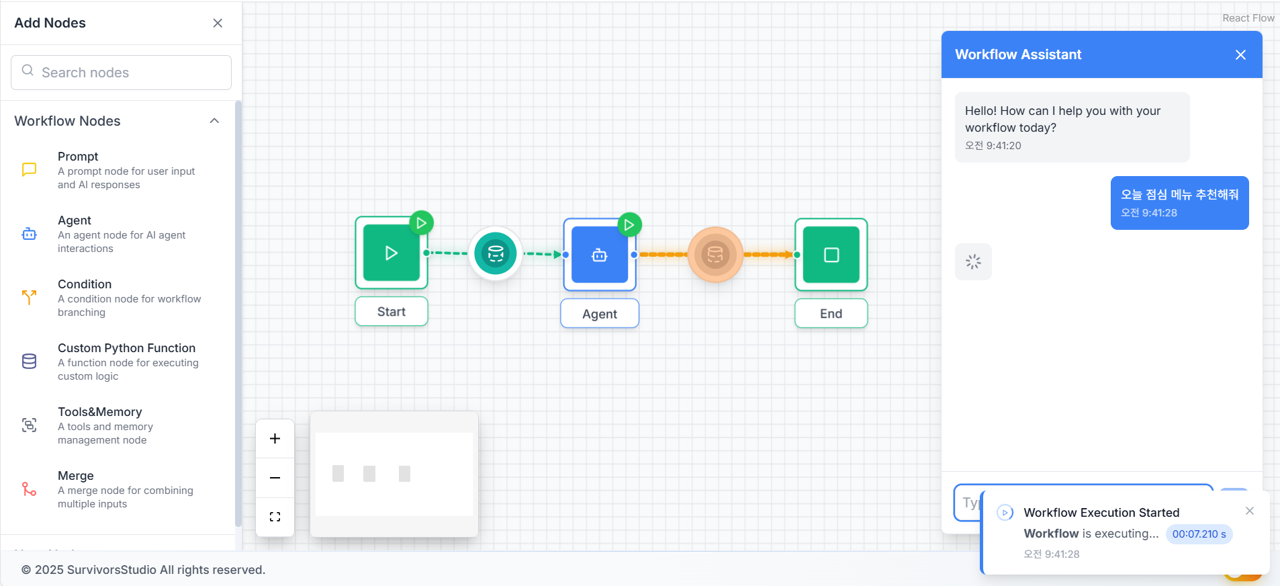 Add Nodes
Search nodes
Workflow Nodes
Prompt
A prompt node for user input
and AI responses
Agent
An agent node for AI agent
interactions
Condition
A condition node for workflow
branching
Custom Python Function
A function node for executing
custom logic
Tools&Memory
A tools and memory
management node
Merge
A merge node for combining
multiple inputs
© 2025 SurvivorsStudio All rights reserved.
Start
Agent
End
React Flow
Workflow Assistant
Hello! How can I help you with your
workflow today?
오전 9:41:20
오늘 점심 메뉴 추천해줘
오전 9:41:28
Workflow Execution Started
Workflow is executing... 00:07.210 s
오전 9:41:28